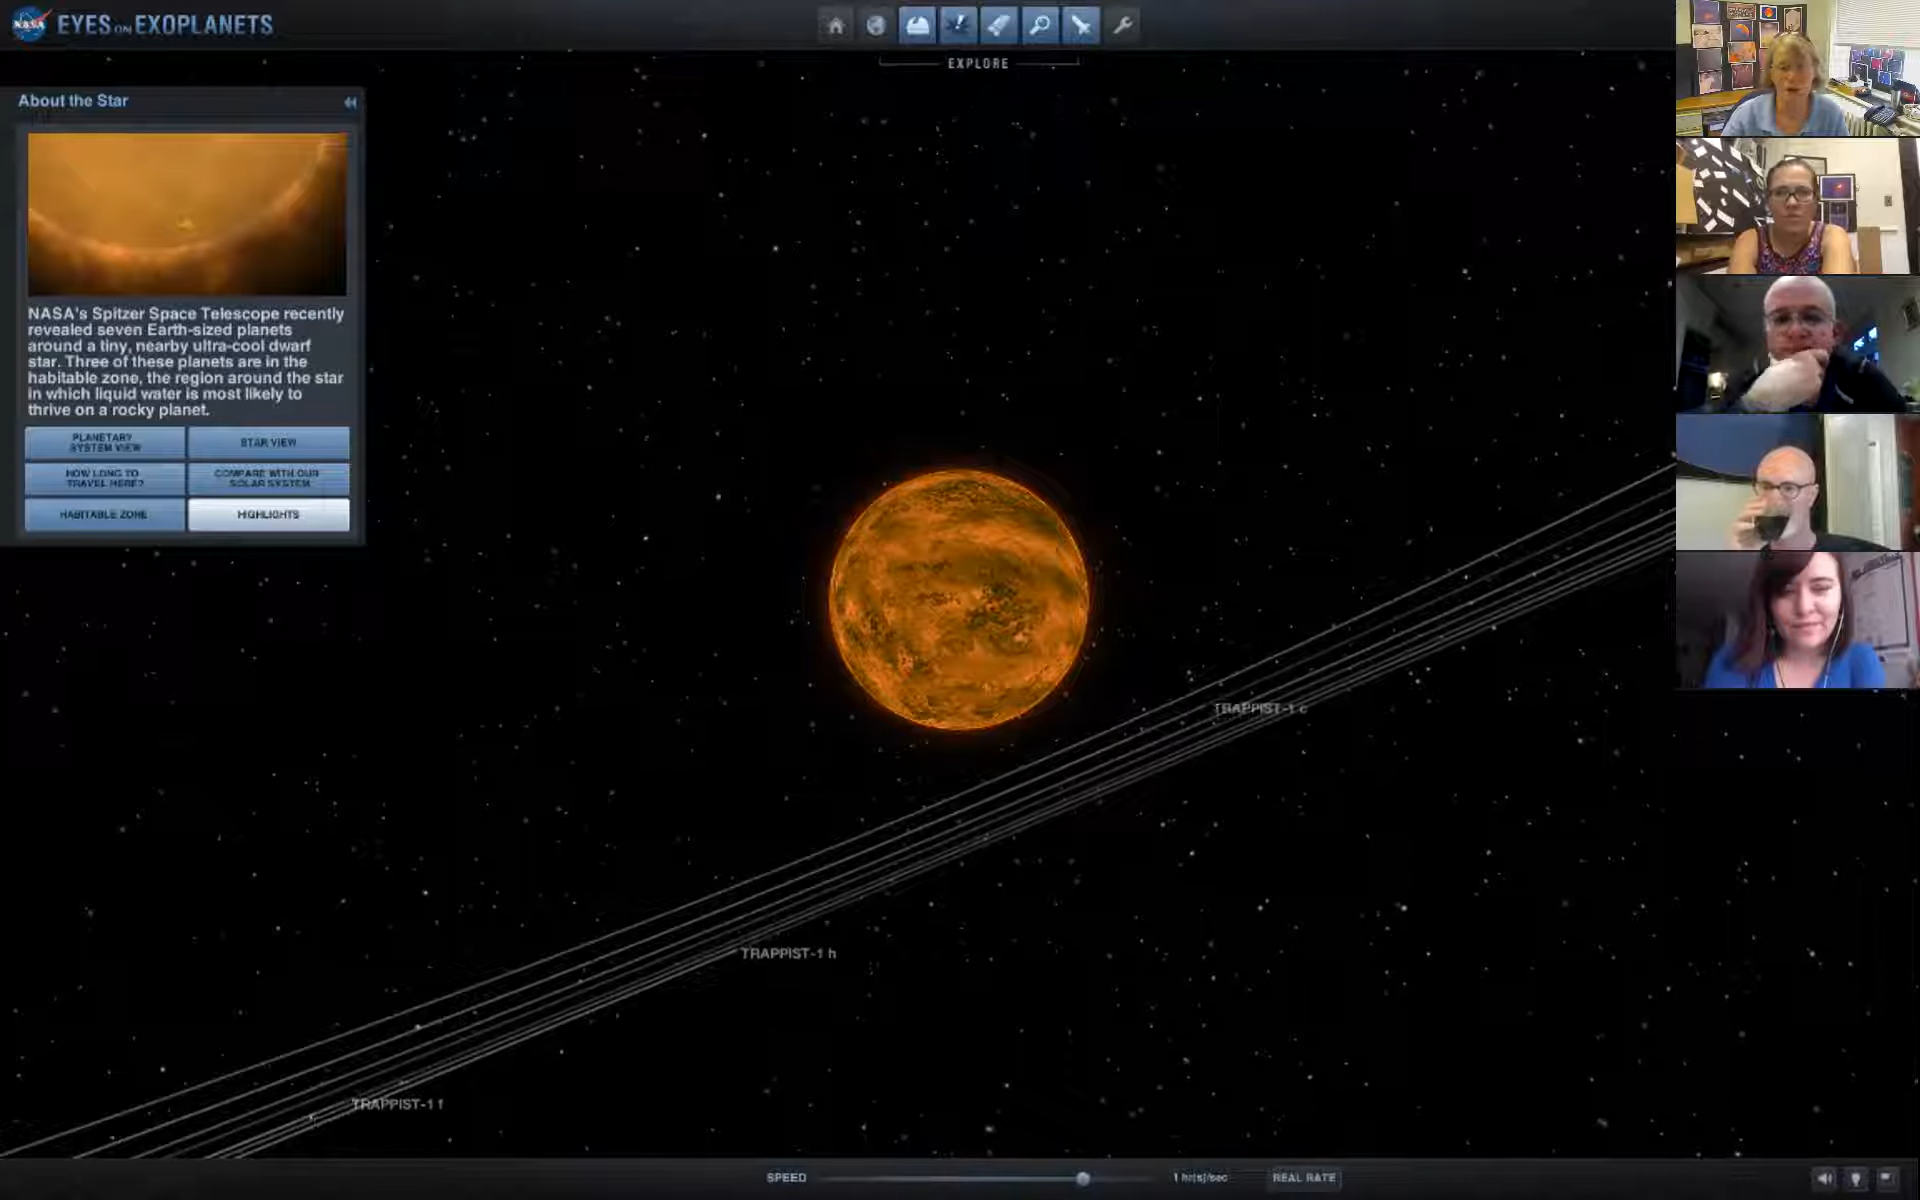 NASA EYES ON EXOPLANETS
EXPLORE
About the Star
NASA's Spitzer Space Telescope recently
revealed seven Earth-sized planets
around a tiny, nearby ultra-cool dwarf
star. Three of these planets are in the
habitable zone, the region around the star
in which liquid water is most likely to
thrive on a rocky planet.
PLANETARY
SYSTEM VIEW
STAR VIEW
HOW LONG TO
TRAVEL HERE?
COMPARE WITH OUR
SOLAR SYSTEM
HABITABLE ZONE
HIGHLIGHTS
TRAPPIST-1 c
TRAPPIST-1 h
TRAPPIST-1 f
SPEED
1 hr(s)/sec
REAL RATE